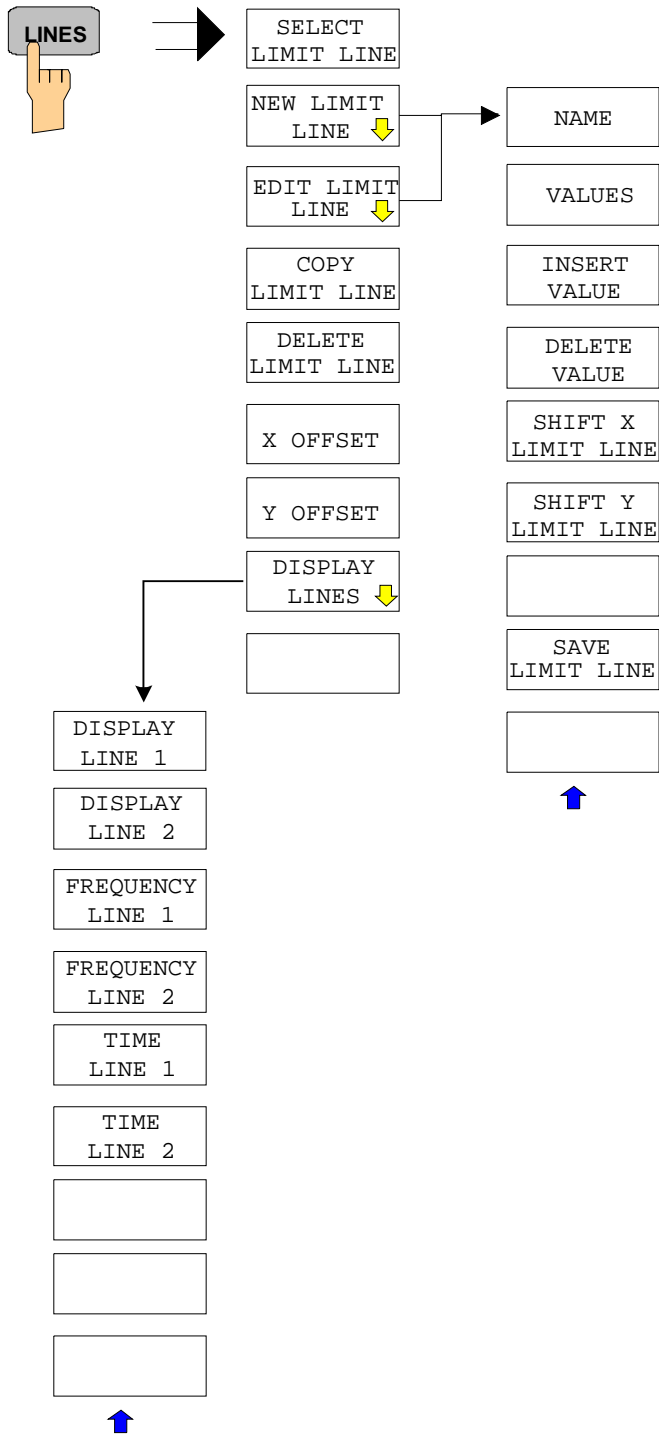 LINES
SELECT
LIMIT LINE
NEW LIMIT
LINE
EDIT LIMIT
LINE
COPY
LIMIT LINE
DELETE
LIMIT LINE
X OFFSET
Y OFFSET
DISPLAY
LINES
NAME
VALUES
INSERT
VALUE
DELETE
VALUE
SHIFT X
LIMIT LINE
SHIFT Y
LIMIT LINE
SAVE
LIMIT LINE
DISPLAY
LINE 1
DISPLAY
LINE 2
FREQUENCY
LINE 1
FREQUENCY
LINE 2
TIME
LINE 1
TIME
LINE 2